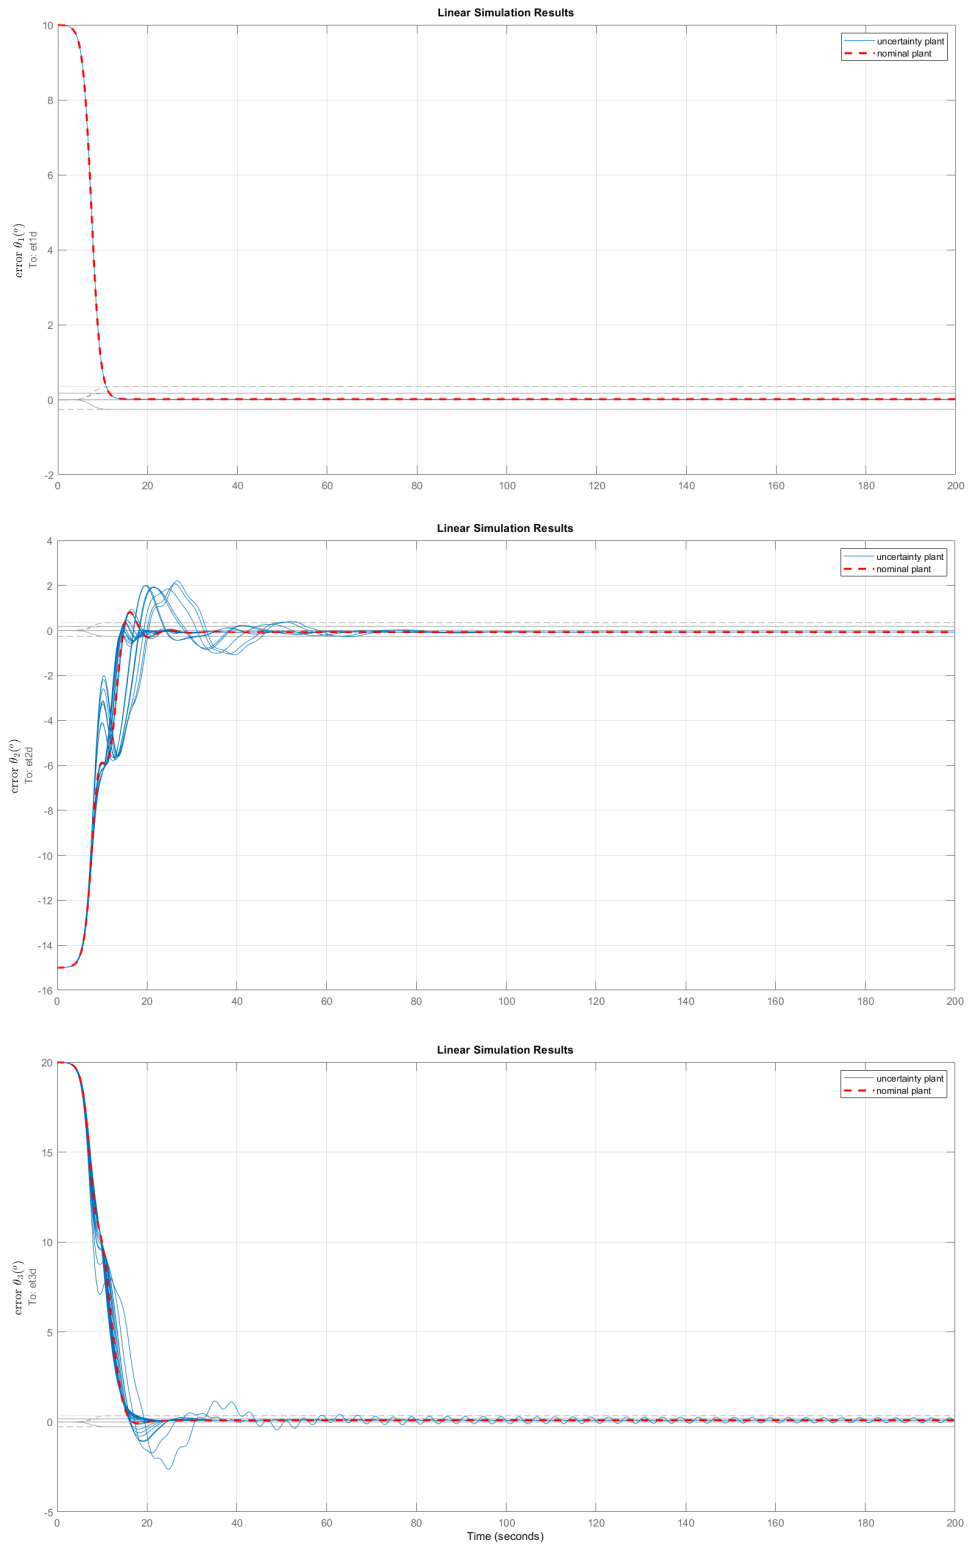 Linear Simulation Results
uncertainty plant
nominal plant
10
8
6
4
2
0
-2
error θ₁(°)
To: et1d
0 20 40 60 80 100 120 140 160 180 200
Linear Simulation Results
uncertainty plant
nominal plant
4
2
0
-2
-4
-6
-8
-10
-12
-14
-16
error θ₂(°)
To: et2d
0 20 40 60 80 100 120 140 160 180 200
Linear Simulation Results
uncertainty plant
nominal plant
20
15
10
5
0
-5
error θ₃(°)
To: et3d
0 20 40 60 80 100 120 140 160 180 200
Time (seconds)